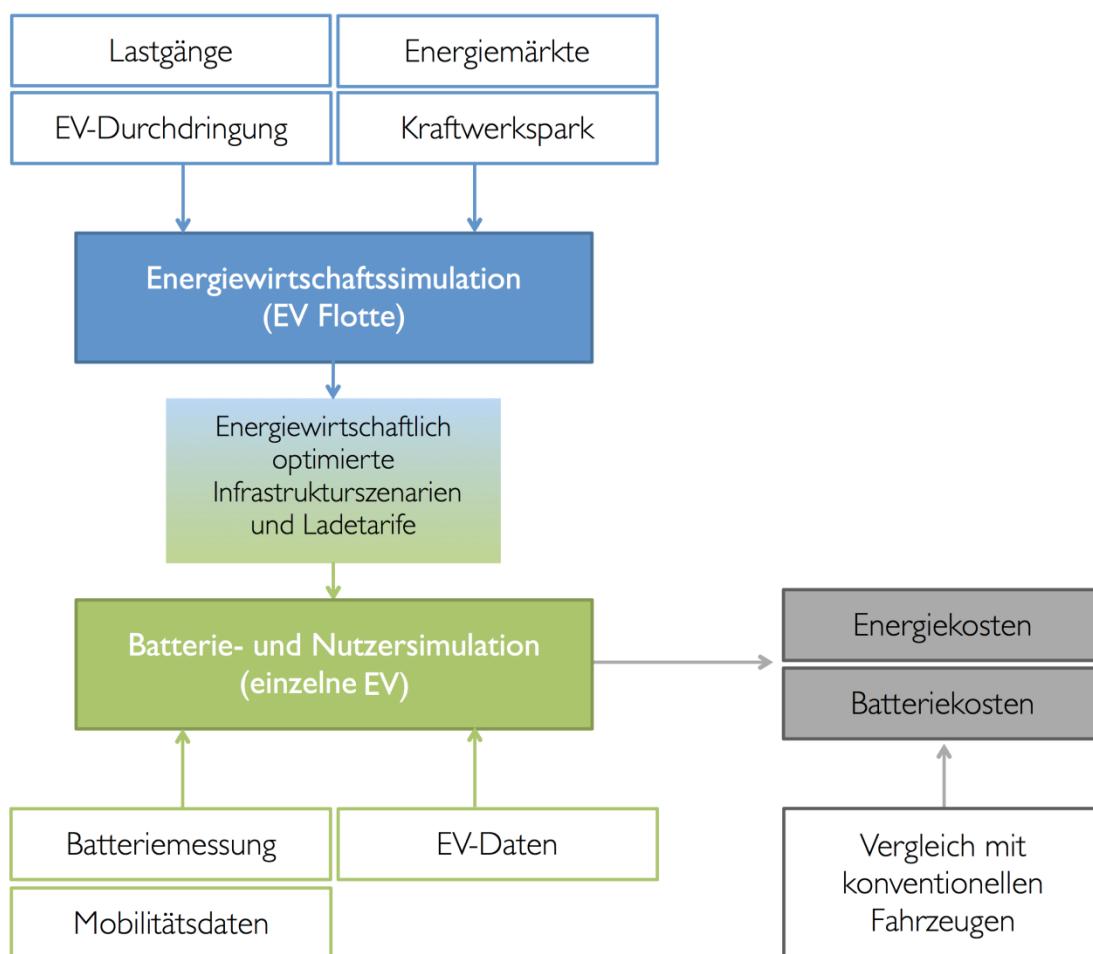 Lastgänge
Energiemärkte
EV-Durchdringung
Kraftwerkspark
Energiewirtschaftssimulation
(EV Flotte)
Energiewirtschaftlich
optimierte
Infrastrukturszenarien
und Ladetarife
Batterie- und Nutzersimulation
(einzelne EV)
Energiekosten
Batteriekosten
Batteriemessung
EV-Daten
Mobilitätsdaten
Vergleich mit
konventionellen
Fahrzeugen